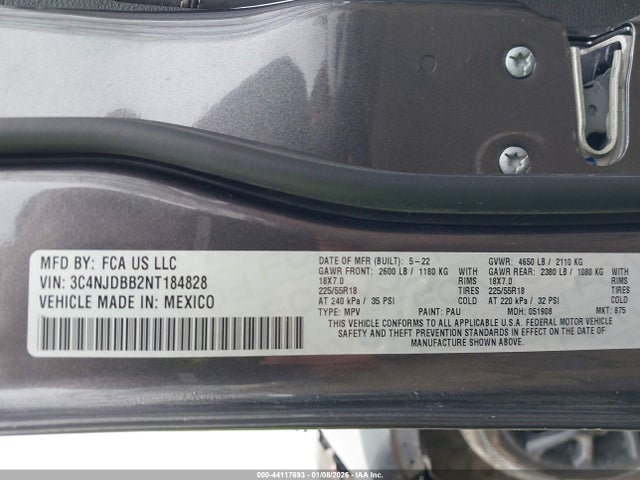 MFD BY: FCA US LLC
VIN: 3C4NJDBB2NT184828
VEHICLE MADE IN: MEXICO
DATE OF MFR (BUILT): 5-22 GVWR: 4650 LB / 2110 KG
GAWR FRONT: 2600 LB / 1180 KG GAWR REAR: 2380 LB / 1080 KG
18X7.0 RIMS 18X7.0 RIMS
225/55R18 TIRES 225/55R18 TIRES
AT 240 kPa / 35 PSI COLD AT 220 kPa / 32 PSI COLD
TYPE: MPV PAINT: PAU MDH: 051908 MKT: 875
THIS VEHICLE CONFORMS TO ALL APPLICABLE U.S.A. FEDERAL MOTOR VEHICLE
SAFETY AND THEFT PREVENTION STANDARDS IN EFFECT ON THE DATE OF
MANUFACTURE SHOWN ABOVE.
000-44117693 - 01/08/2026 - IAAI.com